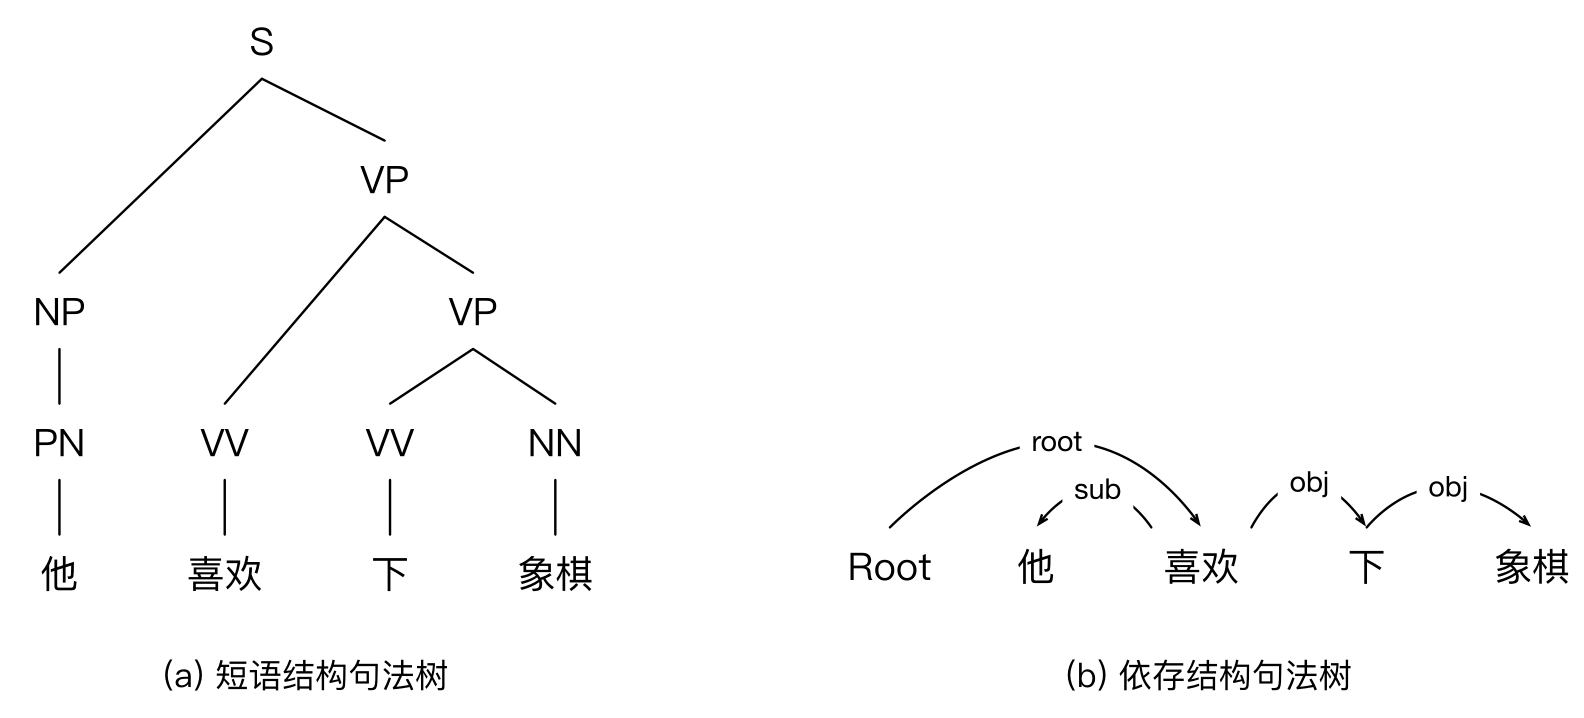 S
VP
NP VP
PN VV VV NN
他 喜欢 下 象棋
(a) 短语结构句法树
root
sub obj obj
Root 他 喜欢 下 象棋
(b) 依存结构句法树